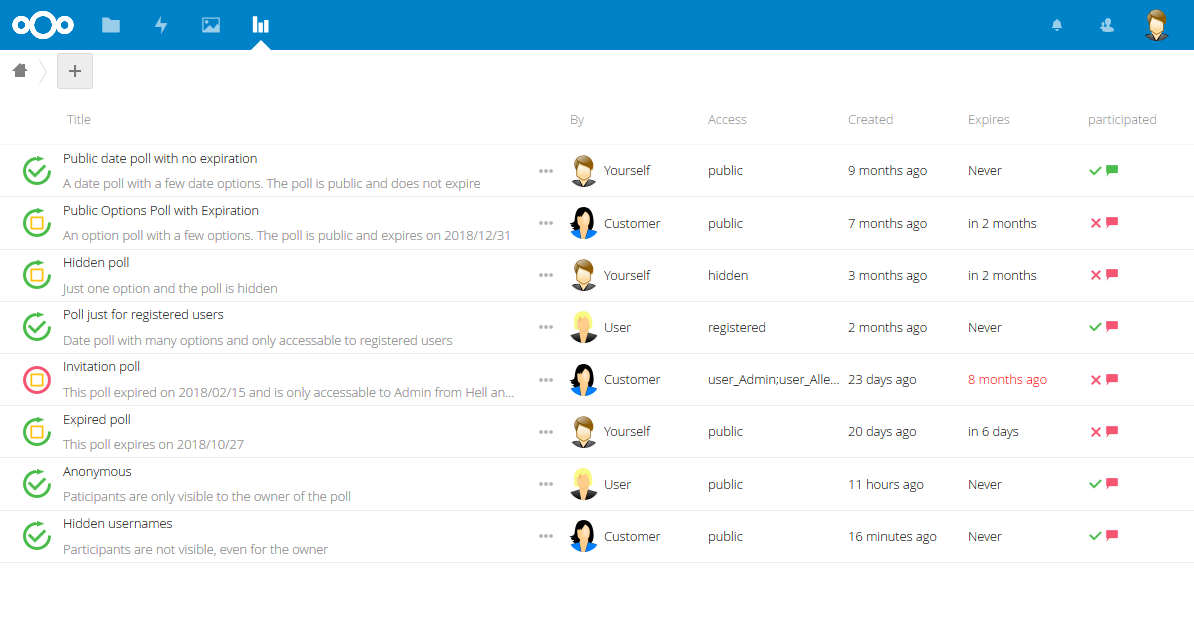 Title By Access Created Expires participated
Public date poll with no expiration
A date poll with a few date options. The poll is public and does not expire
Yourself public 9 months ago Never
Public Options Poll with Expiration
An option poll with a few options. The poll is public and expires on 2018/12/31
Customer public 7 months ago in 2 months
Hidden poll
Just one option and the poll is hidden
Yourself hidden 3 months ago in 2 months
Poll just for registered users
Date poll with many options and only accessable to registered users
User registered 2 months ago Never
Invitation poll
This poll expired on 2018/02/15 and is only accessable to Admin from Hell an...
Customer user_Admin;user_Alle... 23 days ago 8 months ago
Expired poll
This poll expires on 2018/10/27
Yourself public 20 days ago in 6 days
Anonymous
Paticipants are only visible to the owner of the poll
User public 11 hours ago Never
Hidden usernames
Participants are not visible, even for the owner
Customer public 16 minutes ago Never